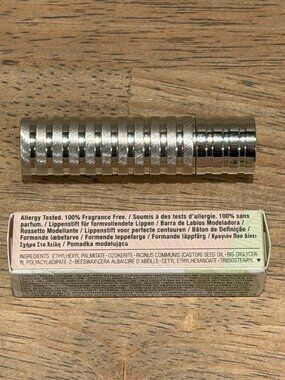 Allergy Tested. 100% Fragrance Free. / Soumis à des tests d'allergie. 100% sans
parfum. / Lippenstift für formvollendete Lippen / Barra de Labios Modeladora /
Rossetto Modellante / Lippenstift voor perfecte contouren / Bâton de Definição /
Formende læbefarve / Formende leppefarge / Formande läppfärg / Κραγιόν Που Δίνει
Σχήμα Στα Χείλη / Pomadka modelująca
INGREDIENTS: ETHYLHEXYL PALMITATE • OZOKERITE • RICINUS COMMUNIS (CASTOR) SEED OIL • BIS-DIGLYCER
YL POLYACYLADIPATE-2 • BEESWAX\CERA ALBA\CIRE D'ABEILLE • CETYL ETHYLHEXANOATE • TRIISOSTEARYL